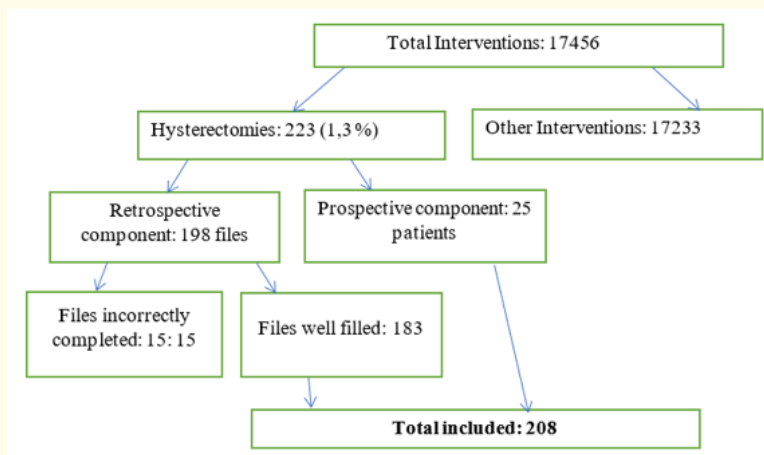 Total Interventions: 17456
Hysterectomies: 223 (1,3 %)
Other Interventions: 17233
Retrospective
component: 198 files
Prospective component: 25
patients
Files incorrectly
completed: 15: 15
Files well filled: 183
Total included: 208